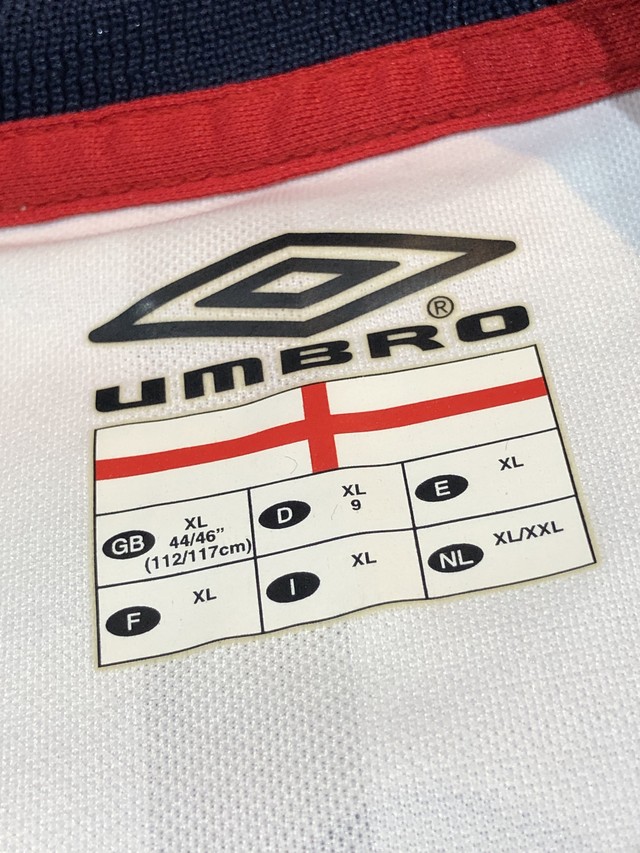 ®
UMBRO
GB XL
44/46"
(112/117cm)
D XL
9
E XL
F XL
I XL
NL XL/XXL